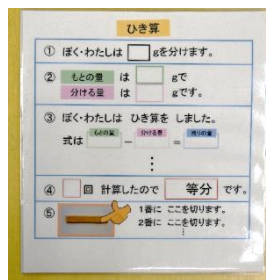 ひき算
① ぼく・わたしは gを分けます。
② もとの量 は gで
分ける量 は gです。
③ ぼく・わたしは ひき算を しました。
もとの量 分ける量 残りの量
式は − =
⋮
④ 回 計算したので 等分 です。
⑤ 1番に ここを切ります。
2番に ここを切ります。
⋮